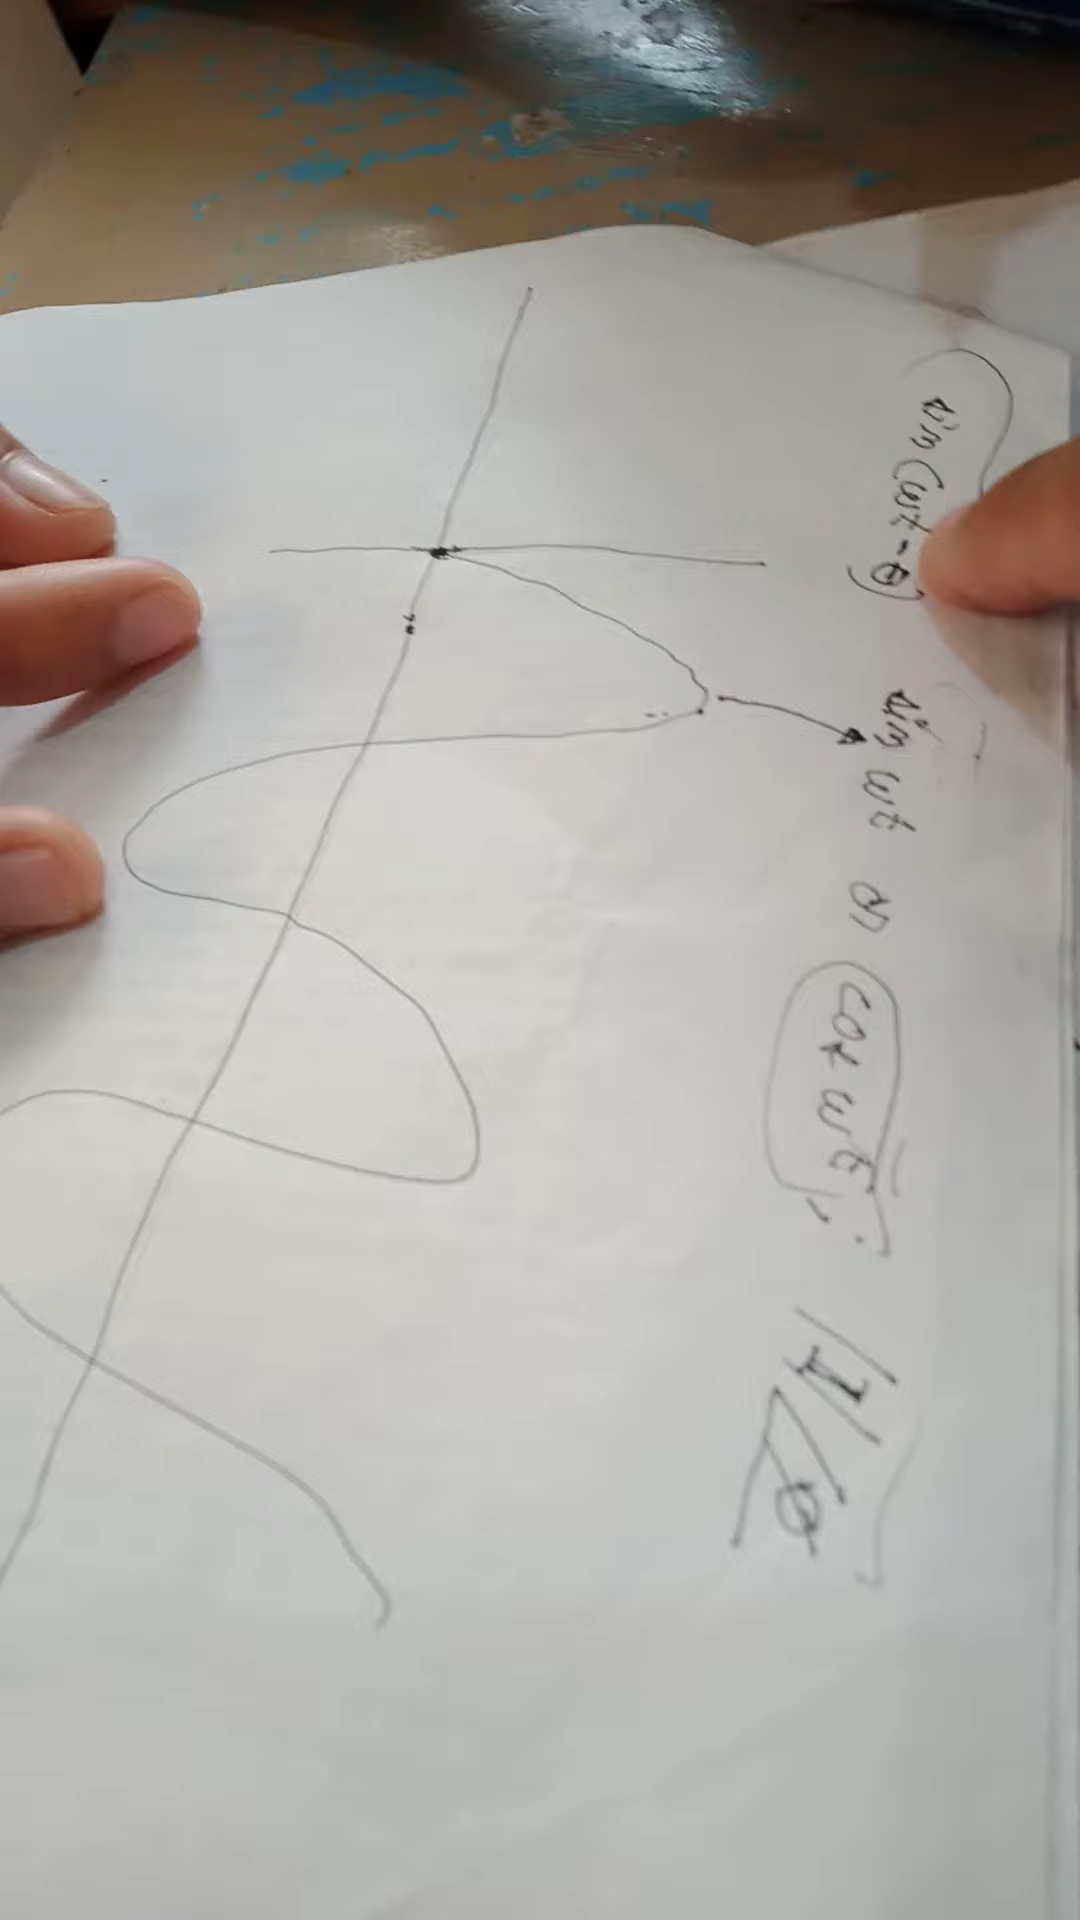 sin(ωt - θ) sin ωt or cos ωt,
|I| ∠θ